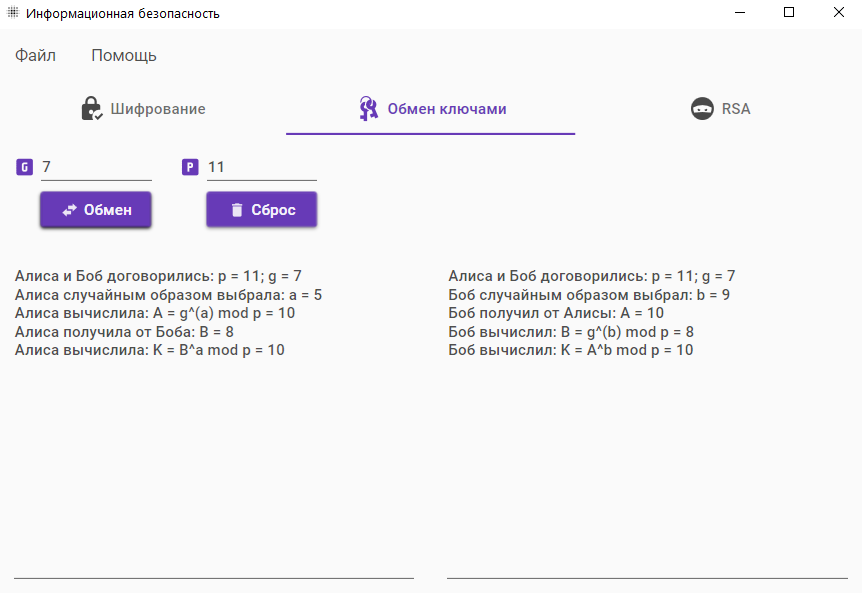 Информационная безопасность
Файл Помощь
Шифрование Обмен ключами RSA
G 7 P 11
Обмен Сброс
Алиса и Боб договорились: p = 11; g = 7
Алиса случайным образом выбрала: a = 5
Алиса вычислила: A = g^(a) mod p = 10
Алиса получила от Боба: B = 8
Алиса вычислила: K = B^a mod p = 10
Алиса и Боб договорились: p = 11; g = 7
Боб случайным образом выбрал: b = 9
Боб получил от Алисы: A = 10
Боб вычислил: B = g^(b) mod p = 8
Боб вычислил: K = A^b mod p = 10